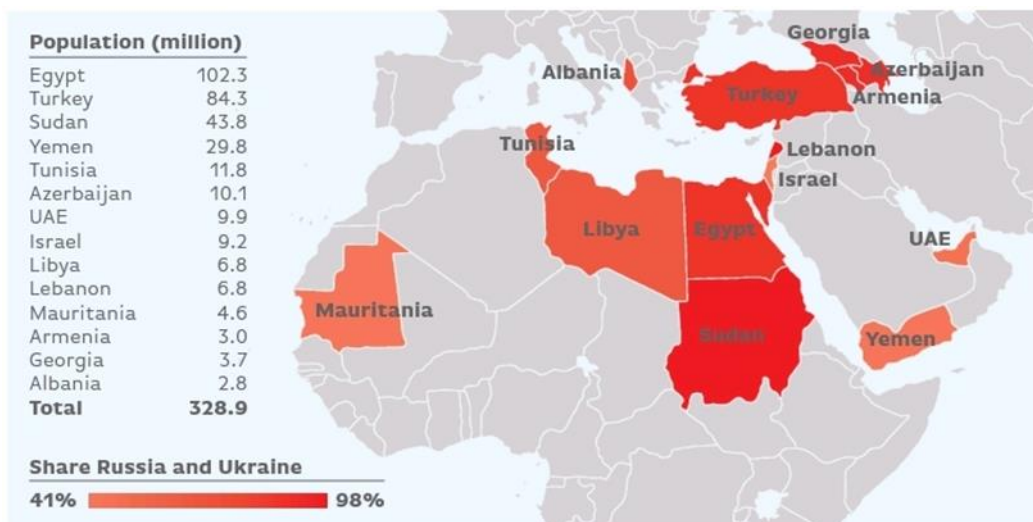 Population (million)
Egypt 102.3
Turkey 84.3
Sudan 43.8
Yemen 29.8
Tunisia 11.8
Azerbaijan 10.1
UAE 9.9
Israel 9.2
Libya 6.8
Lebanon 6.8
Mauritania 4.6
Armenia 3.0
Georgia 3.7
Albania 2.8
Total 328.9
Share Russia and Ukraine
41% 98%
Georgia
Albania
Azerbaijan
Turkey
Armenia
Tunisia
Lebanon
Israel
Libya
Egypt
UAE
Mauritania
Sudan
Yemen